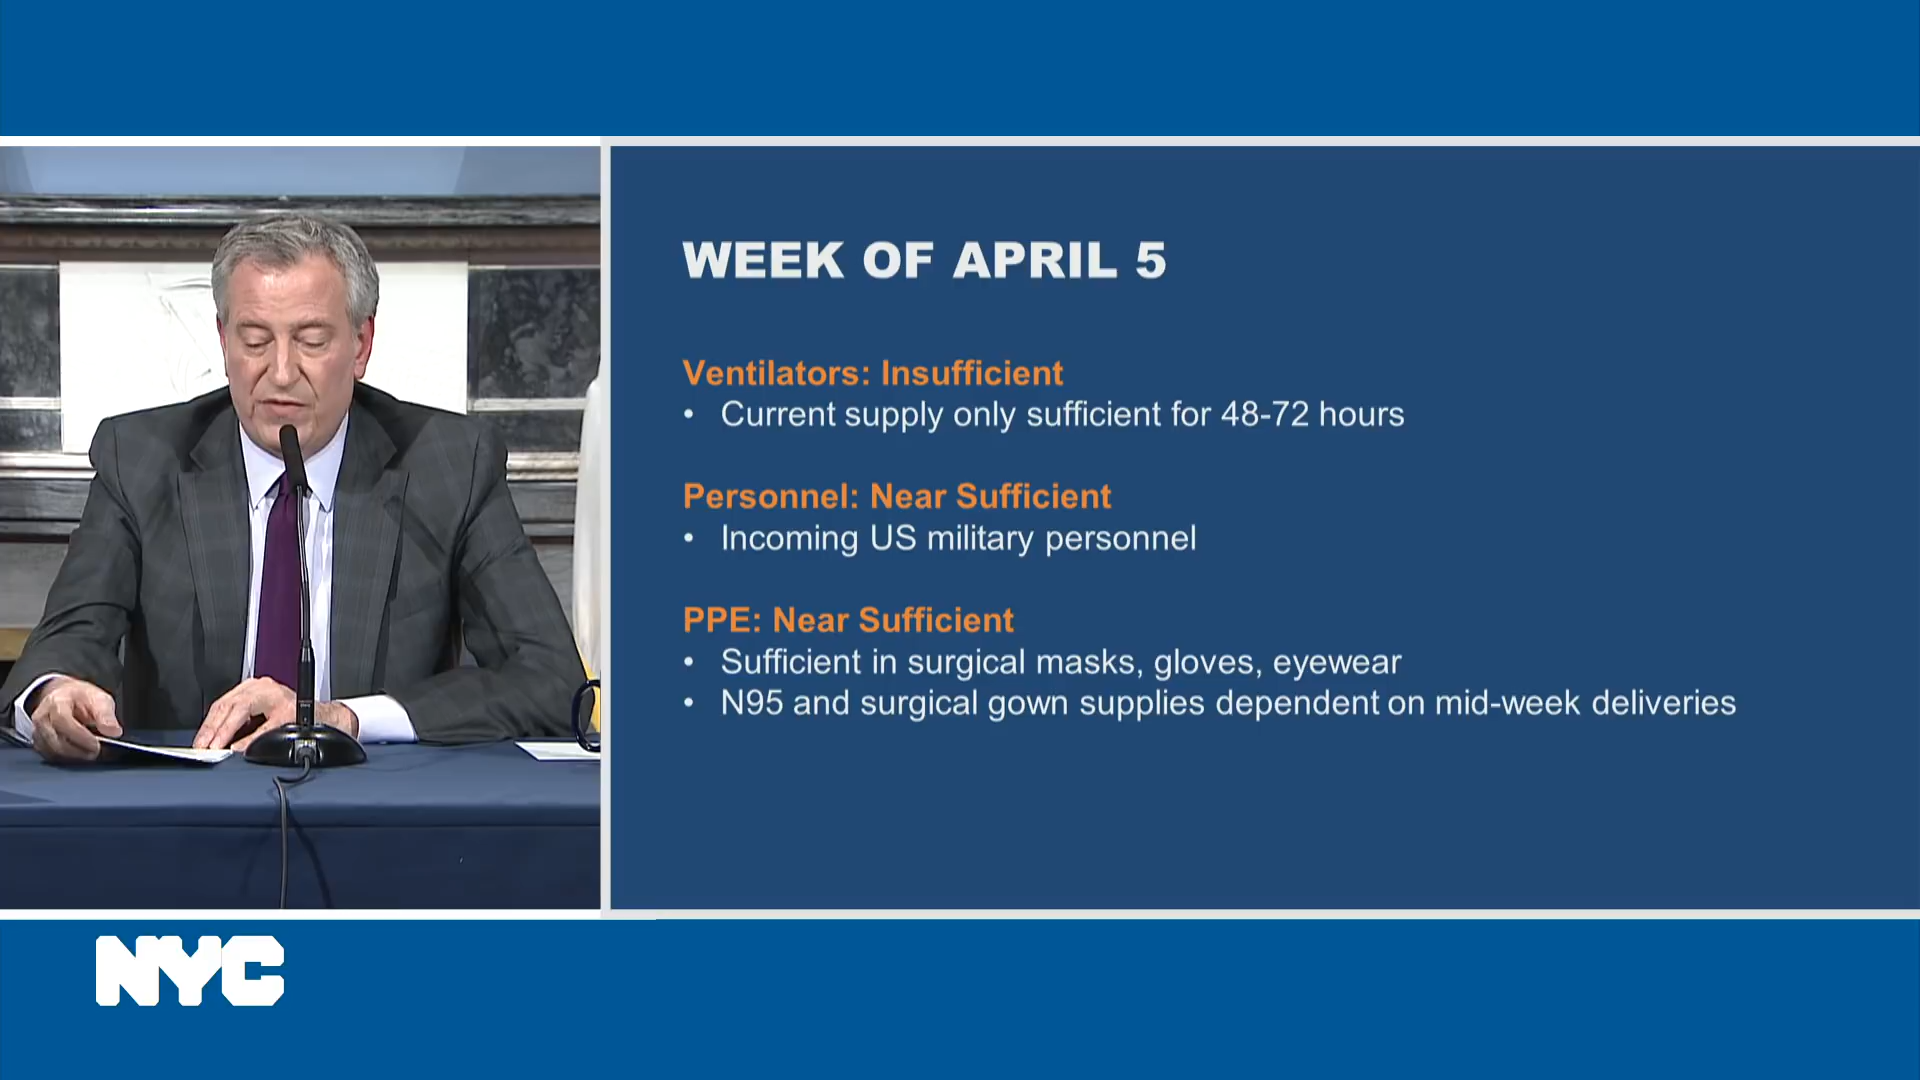 WEEK OF APRIL 5
Ventilators: Insufficient
• Current supply only sufficient for 48-72 hours
Personnel: Near Sufficient
• Incoming US military personnel
PPE: Near Sufficient
• Sufficient in surgical masks, gloves, eyewear
• N95 and surgical gown supplies dependent on mid-week deliveries
NYC